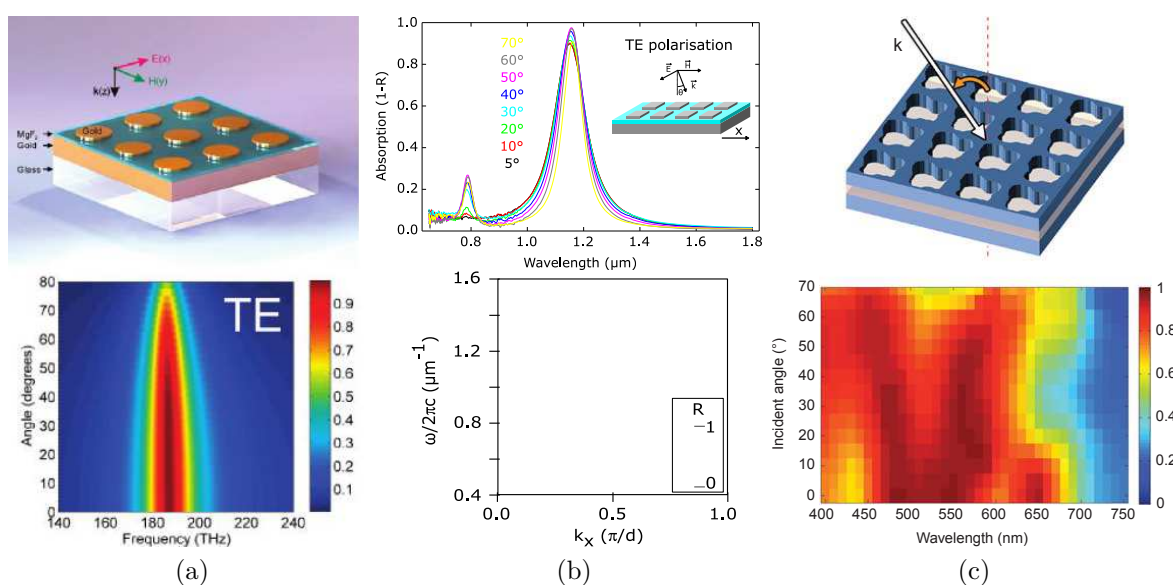 E(x)
H(y)
k(z)
MgF2
Gold
Glass
Gold
TE
Angle (degrees)
80
70
60
50
40
30
20
10
0
140 160 180 200 220 240
Frequency (THz)
0.9
0.8
0.7
0.6
0.5
0.4
0.3
0.2
0.1
(a)
Absorption (1-R)
1.0
0.8
0.6
0.4
0.2
0.0
0.8 1.0 1.2 1.4 1.6 1.8
Wavelength (µm)
70°
60°
50°
40°
30°
20°
10°
5°
TE polarisation
E H
θ k
x
ω/2πc (µm⁻¹)
1.6
1.2
0.8
0.4
0.0 0.5 1.0
kx (π/d)
R
1
0
(b)
k
Incident angle (°)
70
60
50
40
30
20
10
0
400 450 500 550 600 650 700 750
Wavelength (nm)
1
0.8
0.6
0.4
0.2
0
(c)